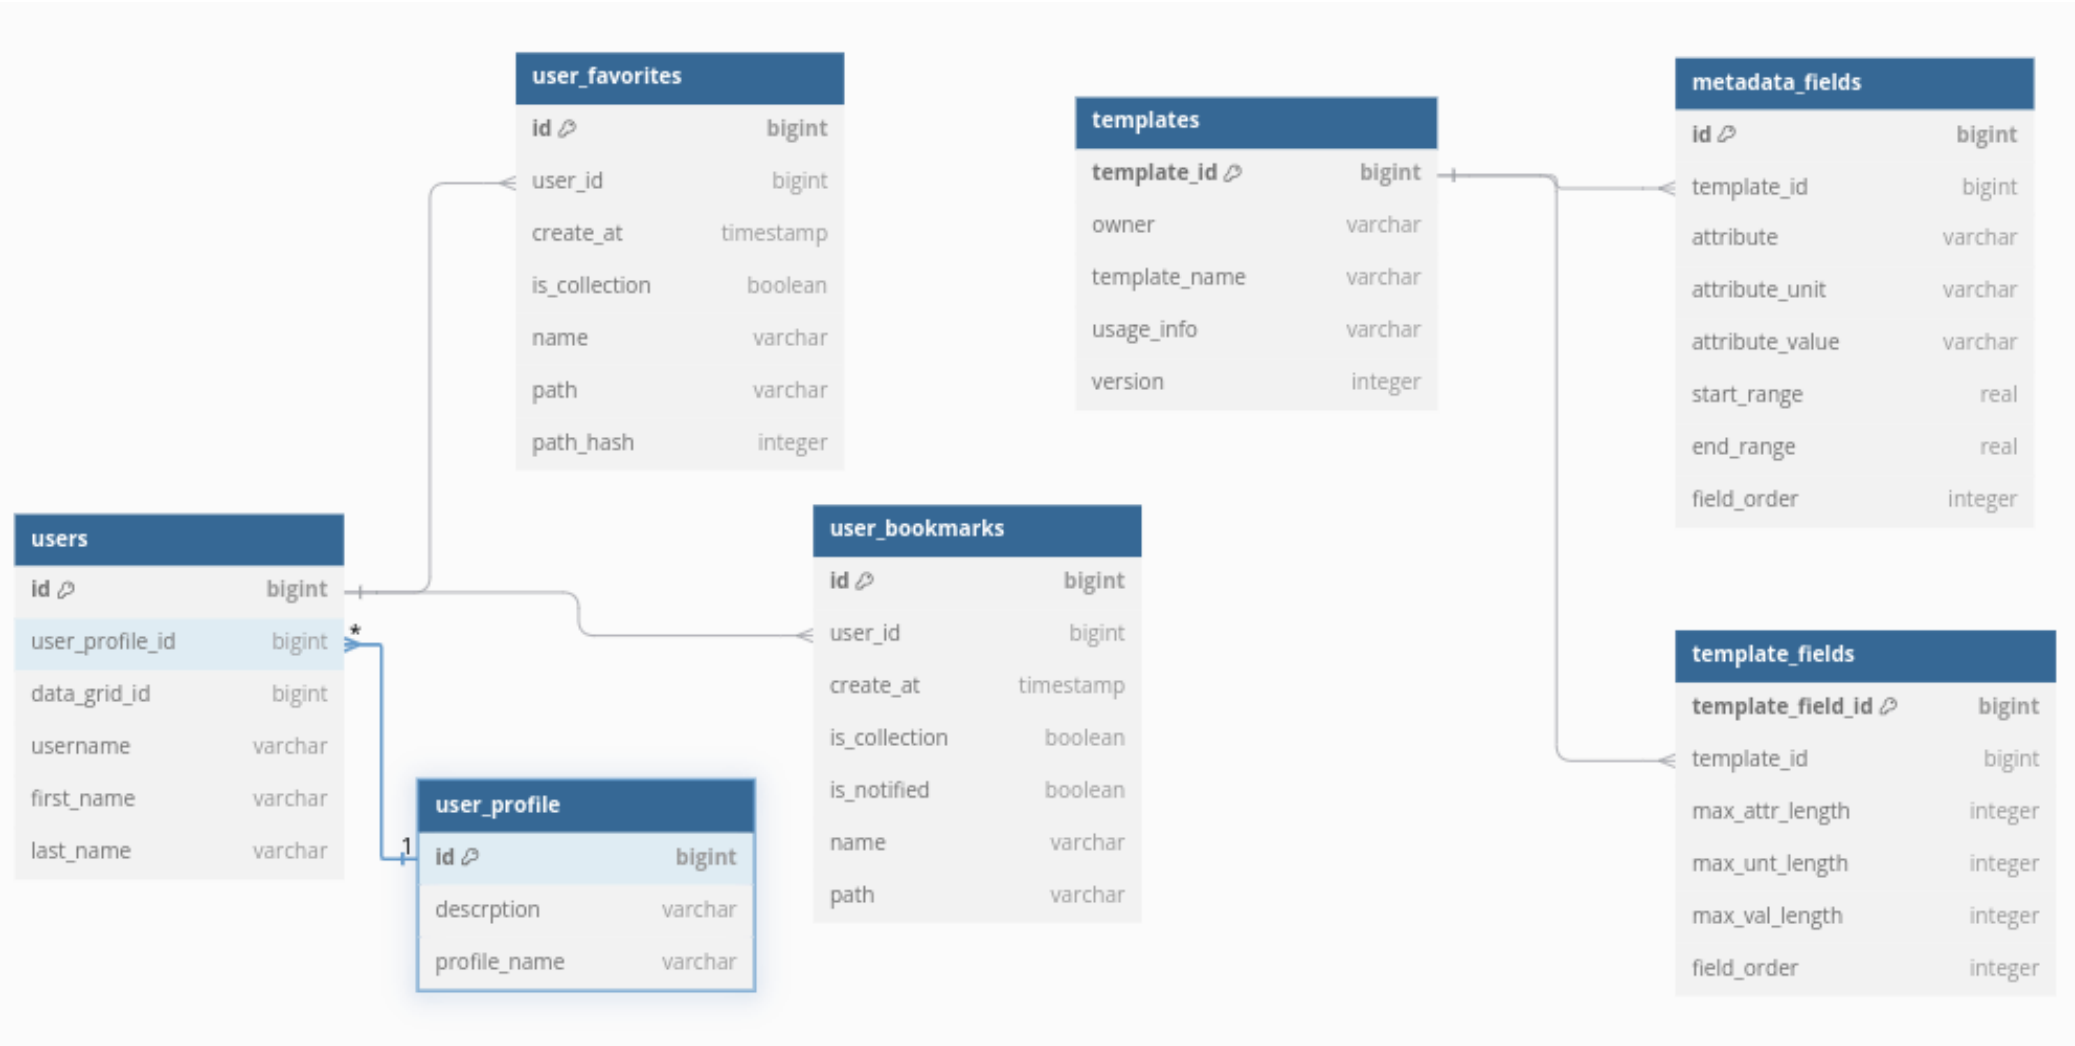 user_favorites
id bigint
user_id bigint
create_at timestamp
is_collection boolean
name varchar
path varchar
path_hash integer
templates
template_id bigint
owner varchar
template_name varchar
usage_info varchar
version integer
metadata_fields
id bigint
template_id bigint
attribute varchar
attribute_unit varchar
attribute_value varchar
start_range real
end_range real
field_order integer
users
id bigint
user_profile_id bigint *
data_grid_id bigint
username varchar
first_name varchar
last_name varchar
user_profile
1 id bigint
descrption varchar
profile_name varchar
user_bookmarks
id bigint
user_id bigint
create_at timestamp
is_collection boolean
is_notified boolean
name varchar
path varchar
template_fields
template_field_id bigint
template_id bigint
max_attr_length integer
max_unt_length integer
max_val_length integer
field_order integer